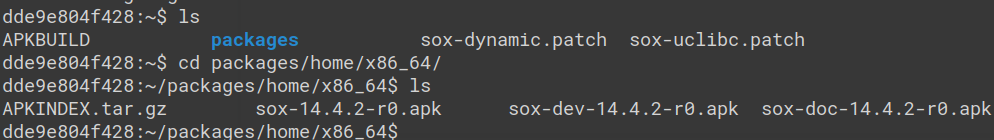 dde9e804f428:~$ ls
APKBUILD packages sox-dynamic.patch sox-uclibc.patch
dde9e804f428:~$ cd packages/home/x86_64/
dde9e804f428:~/packages/home/x86_64$ ls
APKINDEX.tar.gz sox-14.4.2-r0.apk sox-dev-14.4.2-r0.apk sox-doc-14.4.2-r0.apk
dde9e804f428:~/packages/home/x86_64$